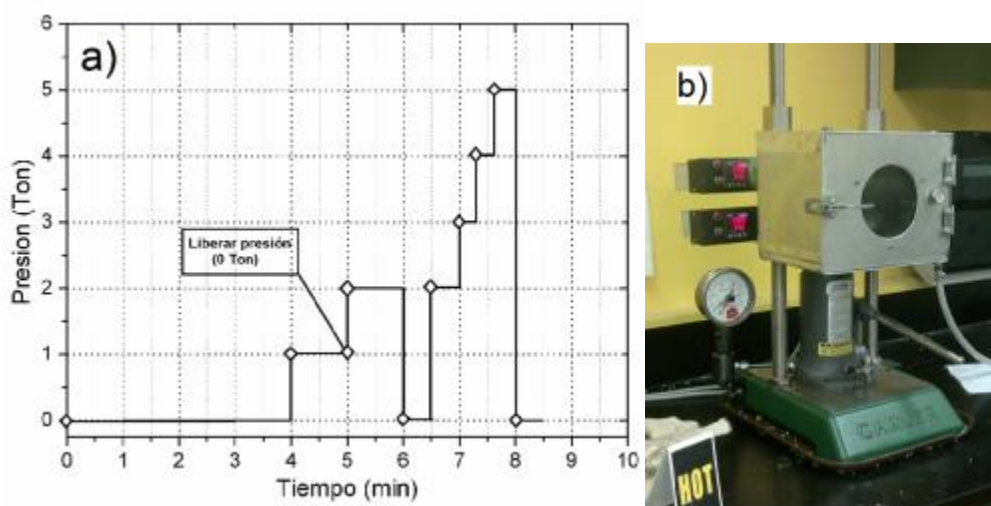 a)
Presion (Ton)
6
5
4
3
2
1
0
Liberar presión
(0 Ton)
0 1 2 3 4 5 6 7 8 9 10
Tiempo (min)
b)
CARVER
HOT